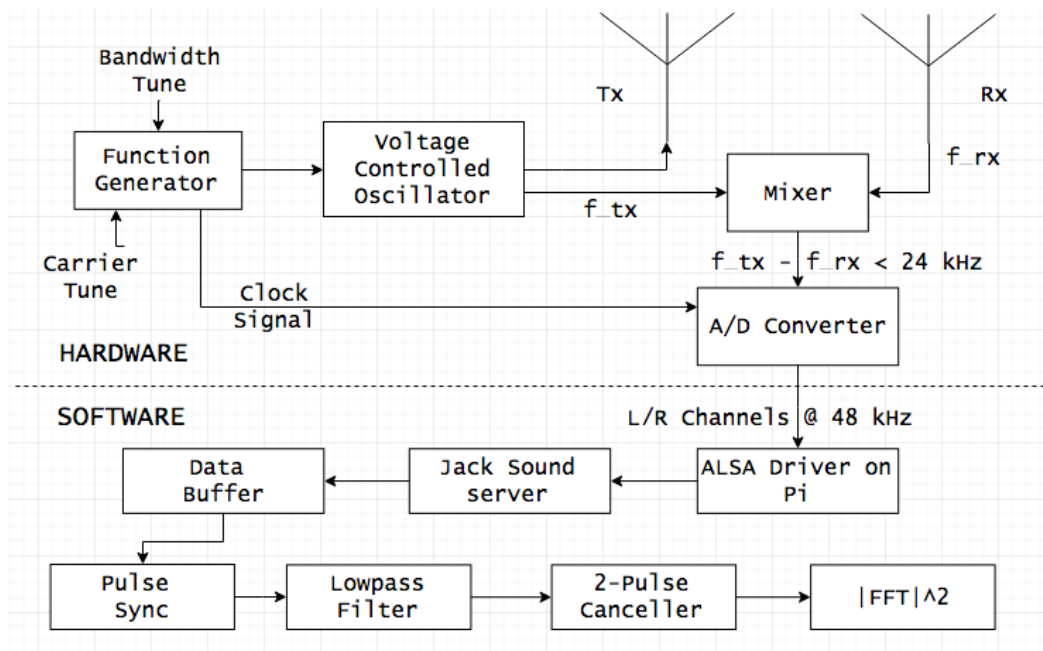 Bandwidth
Tune
Tx
Rx
Function
Generator
Voltage
Controlled
Oscillator
f_tx
Mixer
f_rx
Carrier
Tune
Clock
Signal
f_tx - f_rx < 24 kHz
A/D Converter
HARDWARE
SOFTWARE
L/R Channels @ 48 kHz
Data
Buffer
Jack Sound
server
ALSA Driver on
Pi
Pulse
Sync
Lowpass
Filter
2-Pulse
Canceller
|FFT|^2